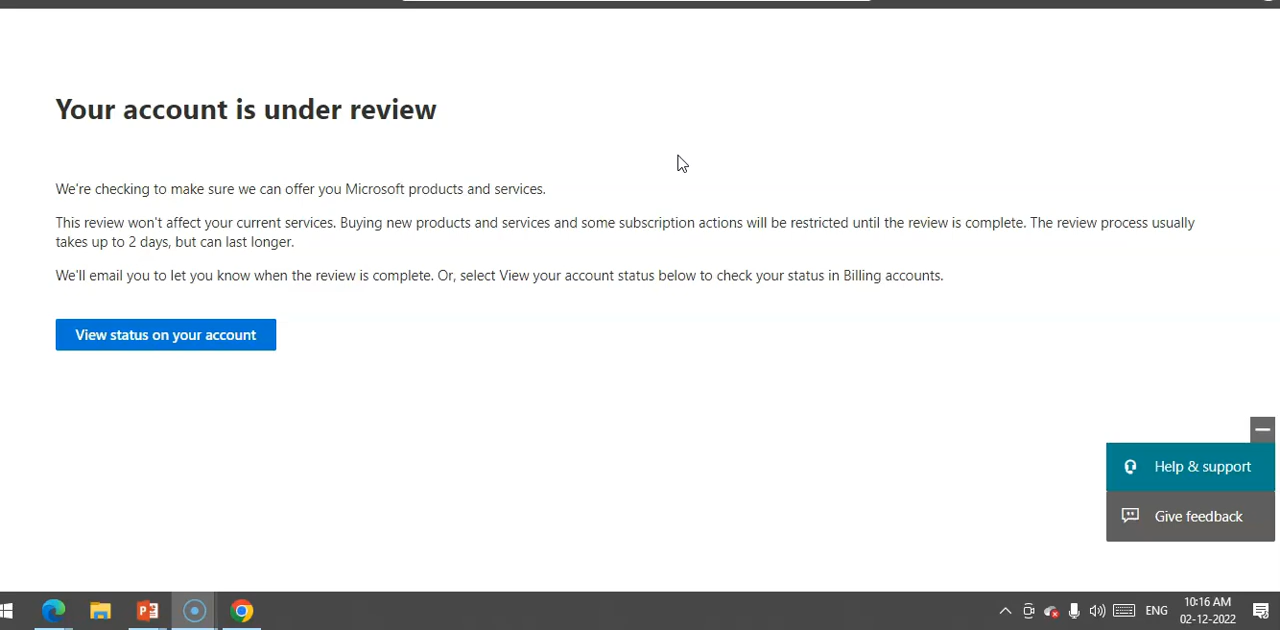 Your account is under review
We're checking to make sure we can offer you Microsoft products and services.
This review won't affect your current services. Buying new products and services and some subscription actions will be restricted until the review is complete. The review process usually
takes up to 2 days, but can last longer.
We'll email you to let you know when the review is complete. Or, select View your account status below to check your status in Billing accounts.
View status on your account
Help & support
Give feedback
ENG
10:16 AM
02-12-2022